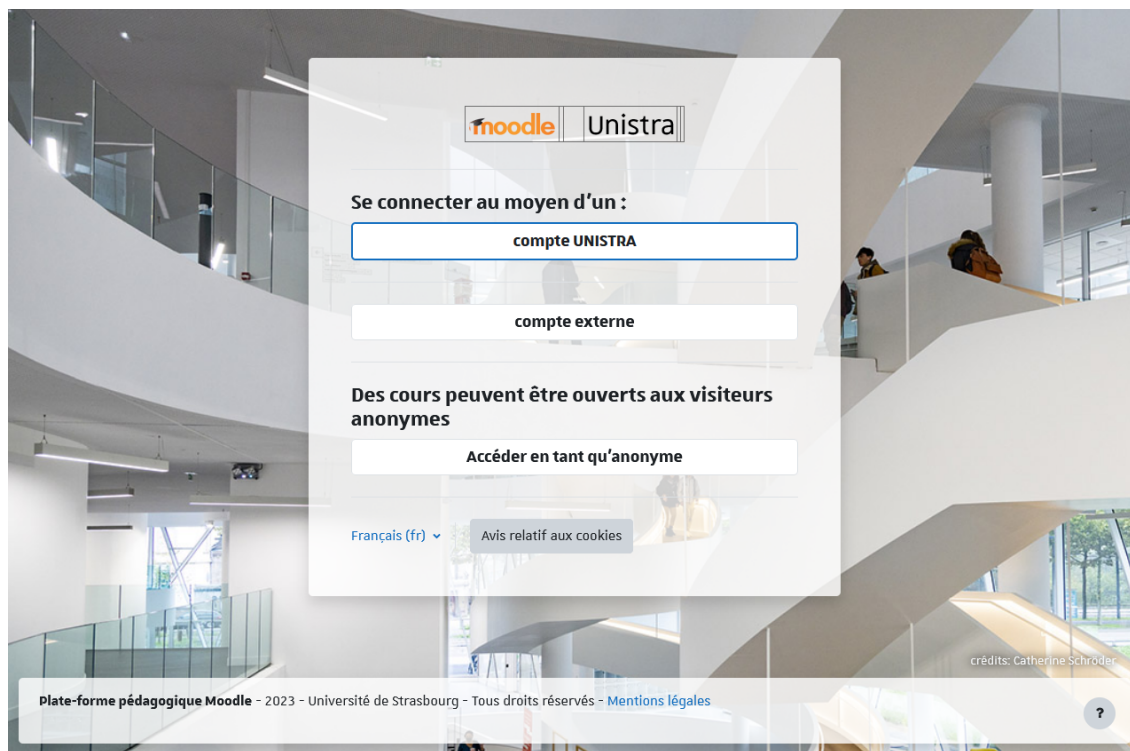 moodle Unistra
Se connecter au moyen d'un :
compte UNISTRA
compte externe
Des cours peuvent être ouverts aux visiteurs
anonymes
Accéder en tant qu'anonyme
Français (fr) Avis relatif aux cookies
crédits: Catherine Schröder
Plate-forme pédagogique Moodle - 2023 - Université de Strasbourg - Tous droits réservés - Mentions légales
?